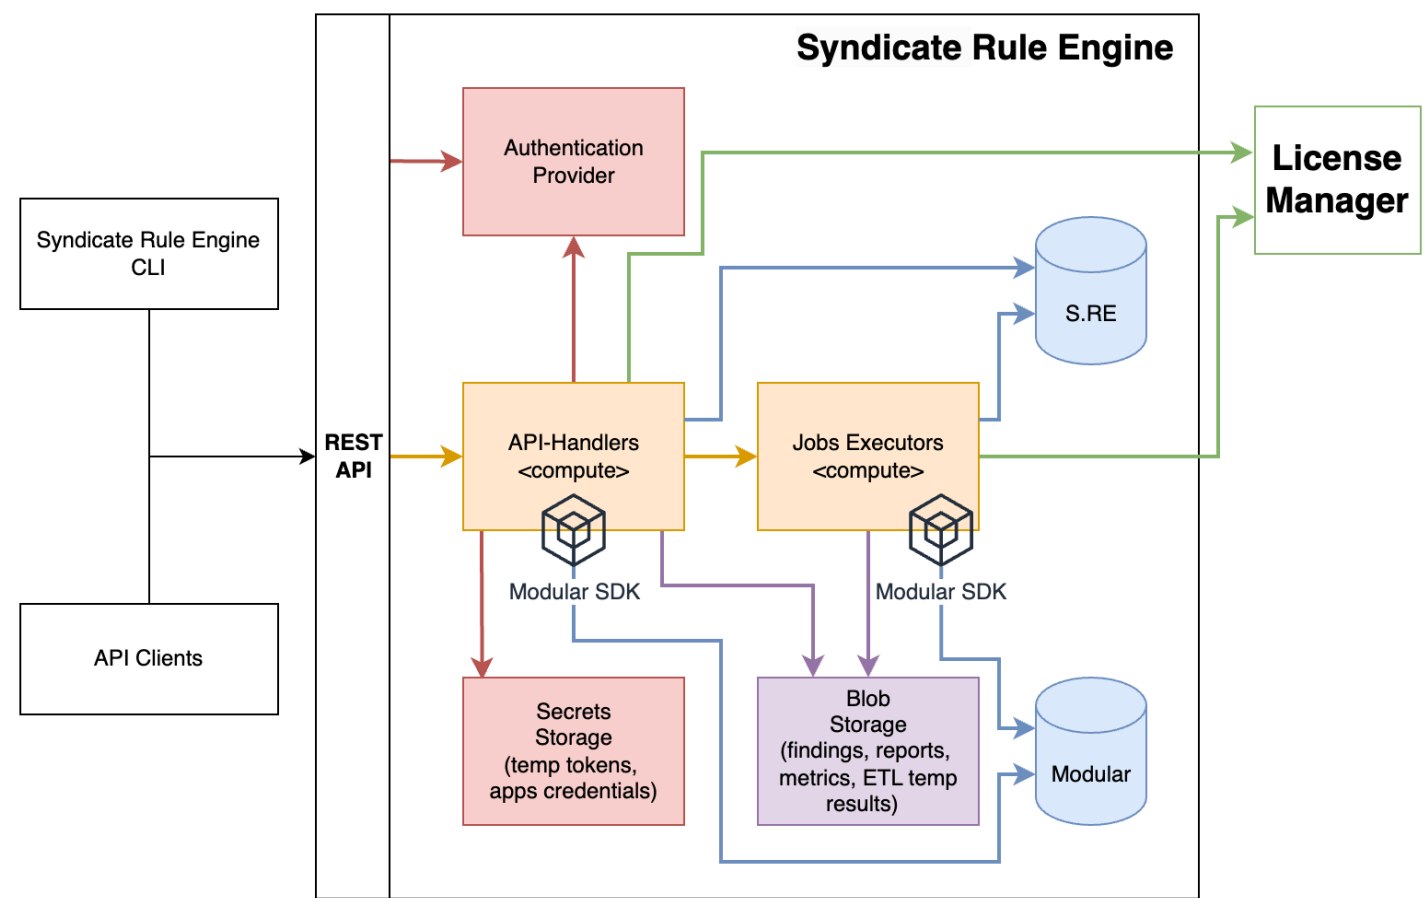 Syndicate Rule Engine
Authentication
Provider
License
Manager
Syndicate Rule Engine
CLI
S.RE
REST
API
API-Handlers
<compute>
Jobs Executors
<compute>
Modular SDK
Modular SDK
API Clients
Secrets
Storage
(temp tokens,
apps credentials)
Blob
Storage
(findings, reports,
metrics, ETL temp
results)
Modular